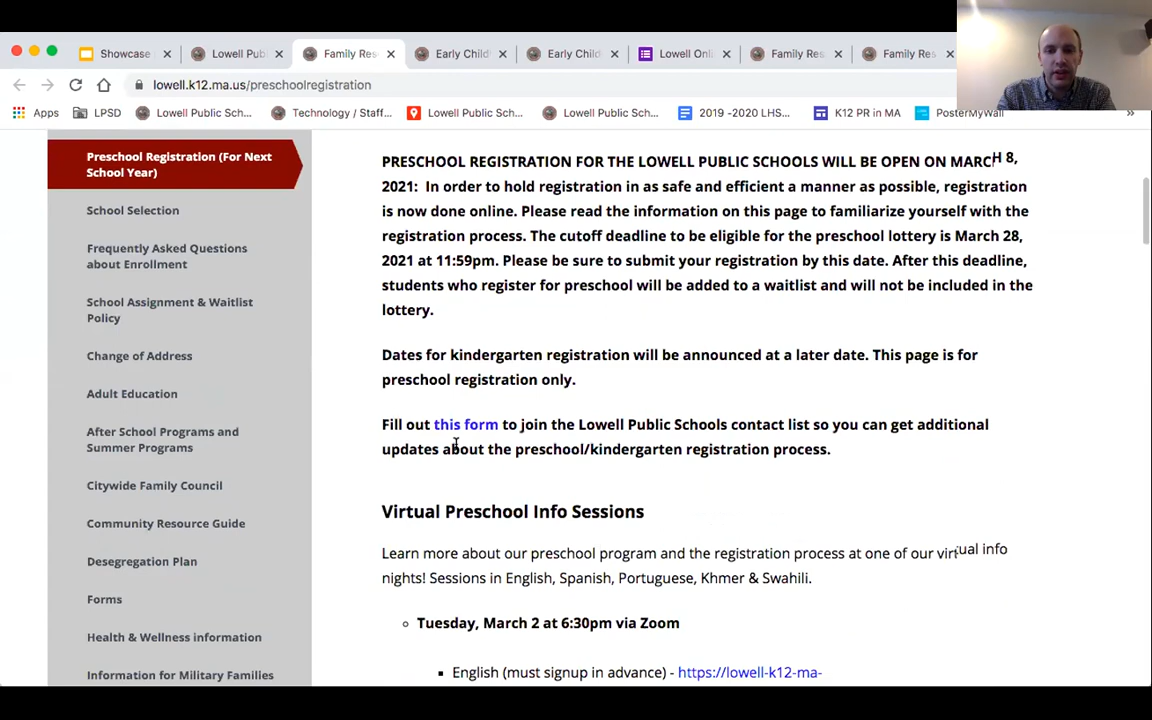 Showcase
Lowell Publ
Family Res
Early Child
Early Child
Lowell Onli
Family Res
Family Res
lowell.k12.ma.us/preschoolregistration
Apps
LPSD
Lowell Public Sch...
Technology / Staff...
Lowell Public Sch...
Lowell Public Sch...
2019 -2020 LHS...
K12 PR in MA
PosterMyWall
»
Preschool Registration (For Next
School Year)
School Selection
Frequently Asked Questions
about Enrollment
School Assignment & Waitlist
Policy
Change of Address
Adult Education
After School Programs and
Summer Programs
Citywide Family Council
Community Resource Guide
Desegregation Plan
Forms
Health & Wellness information
Information for Military Families
PRESCHOOL REGISTRATION FOR THE LOWELL PUBLIC SCHOOLS WILL BE OPEN ON MARCH 8,
2021: In order to hold registration in as safe and efficient a manner as possible, registration
is now done online. Please read the information on this page to familiarize yourself with the
registration process. The cutoff deadline to be eligible for the preschool lottery is March 28,
2021 at 11:59pm. Please be sure to submit your registration by this date. After this deadline,
students who register for preschool will be added to a waitlist and will not be included in the
lottery.
Dates for kindergarten registration will be announced at a later date. This page is for
preschool registration only.
Fill out this form to join the Lowell Public Schools contact list so you can get additional
updates about the preschool/kindergarten registration process.
Virtual Preschool Info Sessions
Learn more about our preschool program and the registration process at one of our virtual info
nights! Sessions in English, Spanish, Portuguese, Khmer & Swahili.
Tuesday, March 2 at 6:30pm via Zoom
English (must signup in advance) - https://lowell-k12-ma-